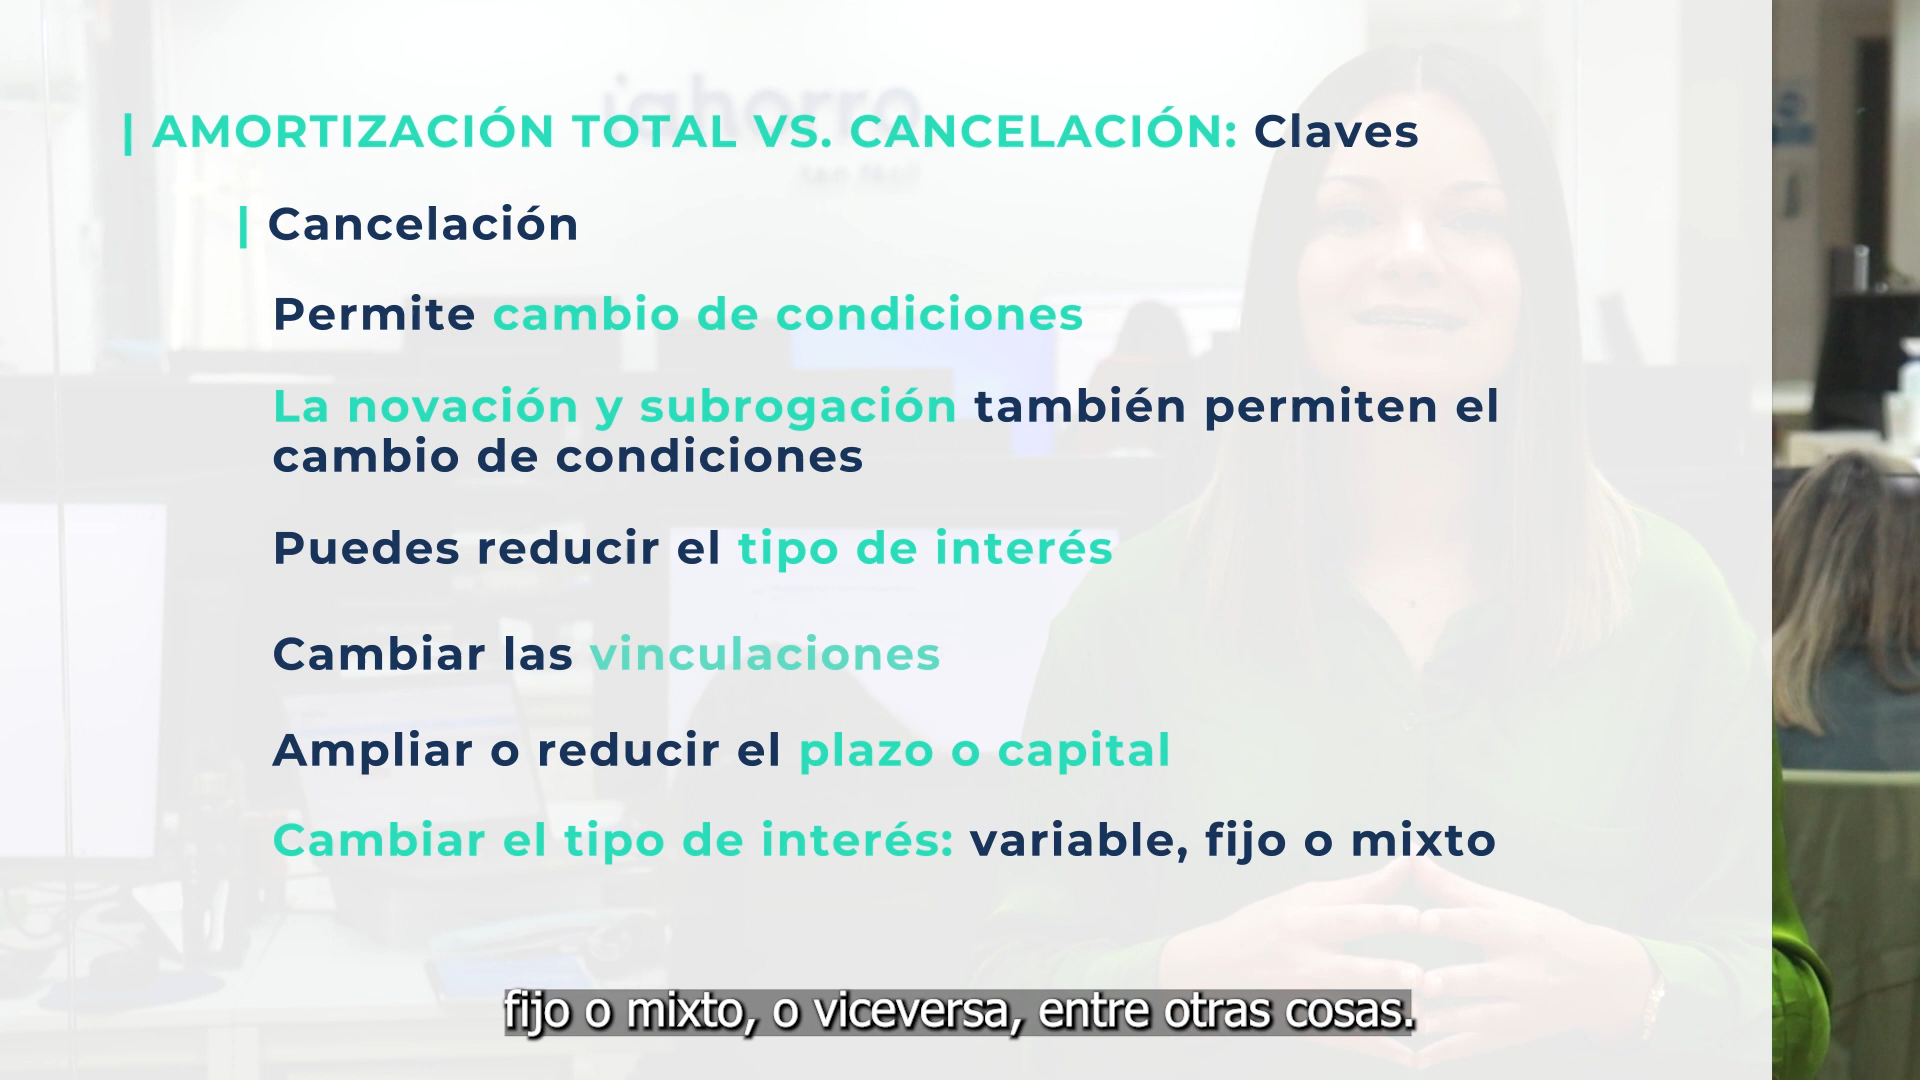 iahorro
| AMORTIZACIÓN TOTAL VS. CANCELACIÓN: Claves
| Cancelación
Permite cambio de condiciones
La novación y subrogación también permiten el
cambio de condiciones
Puedes reducir el tipo de interés
Cambiar las vinculaciones
Ampliar o reducir el plazo o capital
Cambiar el tipo de interés: variable, fijo o mixto
fijo o mixto, o viceversa, entre otras cosas.